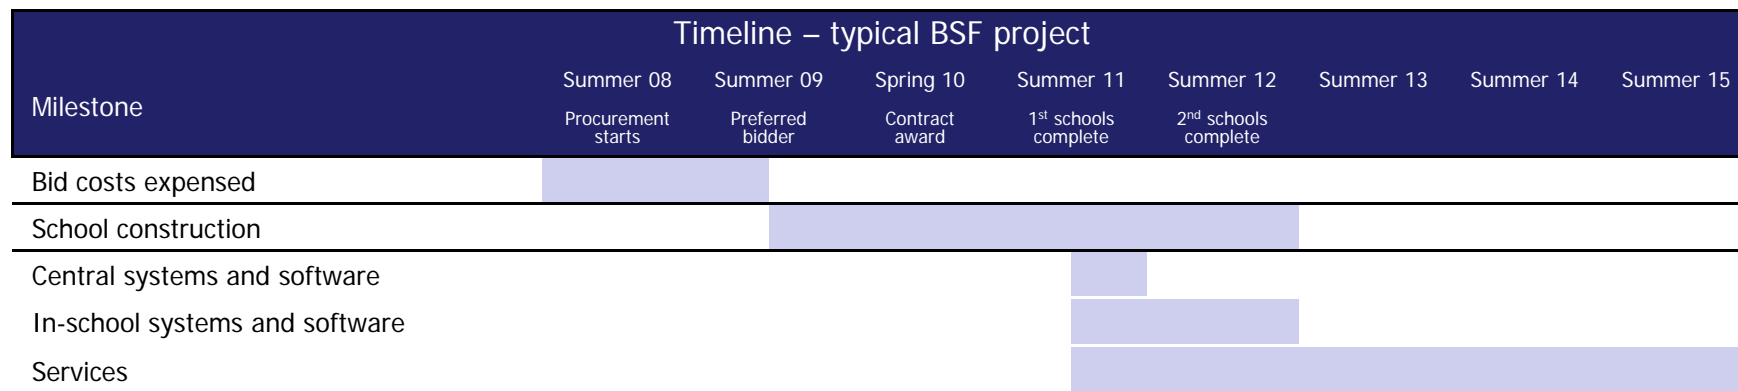 Timeline – typical BSF project
Milestone
Summer 08 Summer 09 Spring 10 Summer 11 Summer 12 Summer 13 Summer 14 Summer 15
Procurement Preferred Contract 1st schools 2nd schools
starts bidder award complete complete
Bid costs expensed
School construction
Central systems and software
In-school systems and software
Services